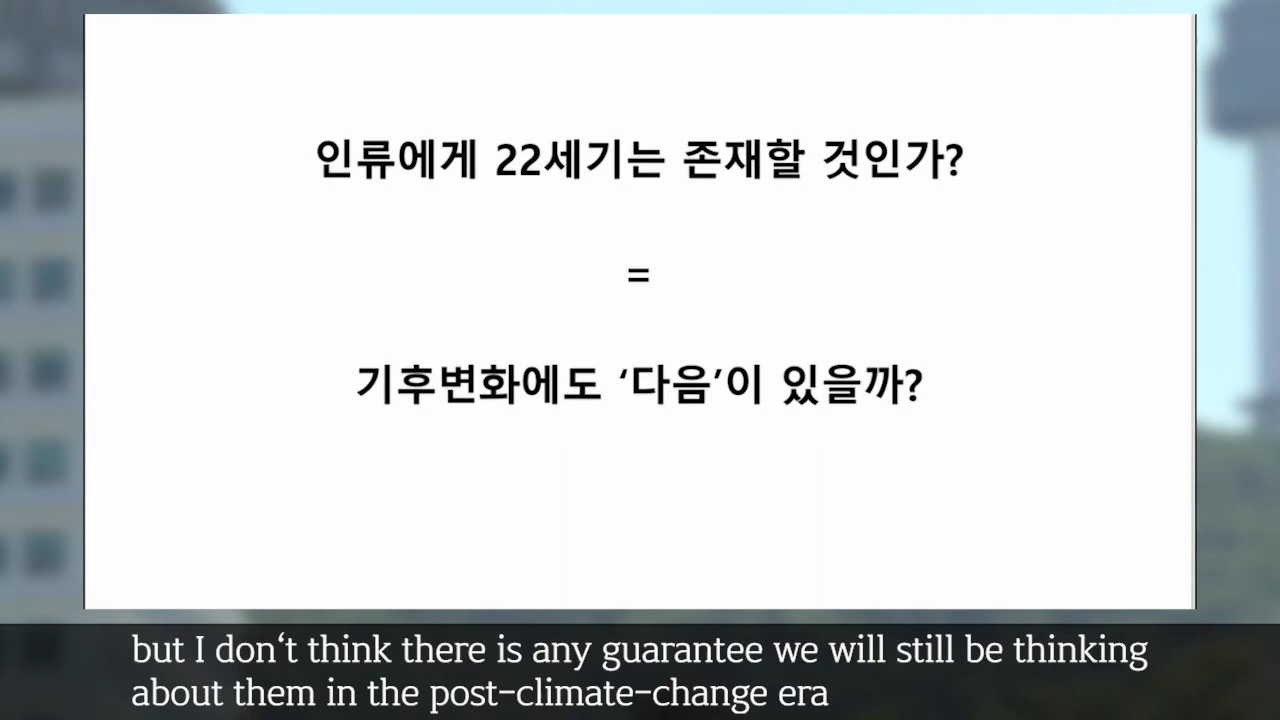 인류에게 22세기는 존재할 것인가?
=
기후변화에도 ‘다음’이 있을까?
but I don‘t think there is any guarantee we will still be thinking
about them in the post-climate-change era